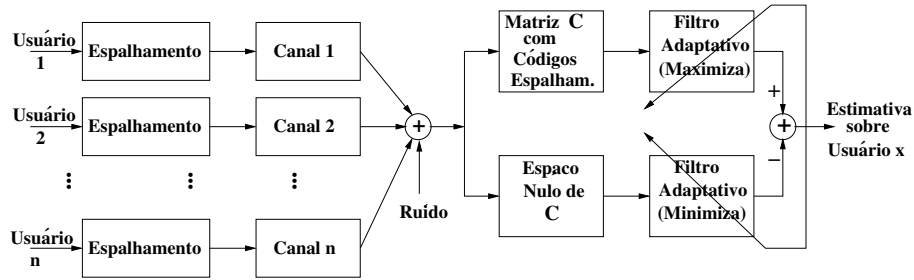 Usuário
1
Espalhamento
Canal 1
Usuário
2
Espalhamento
Canal 2
Usuário
n
Espalhamento
Canal n
+
Ruído
Matriz C
com
Códigos
Espalham.
Filtro
Adaptativo
(Maximiza)
Espaco
Nulo de
C
Filtro
Adaptativo
(Minimiza)
+
+
−
Estimativa
sobre
Usuário x